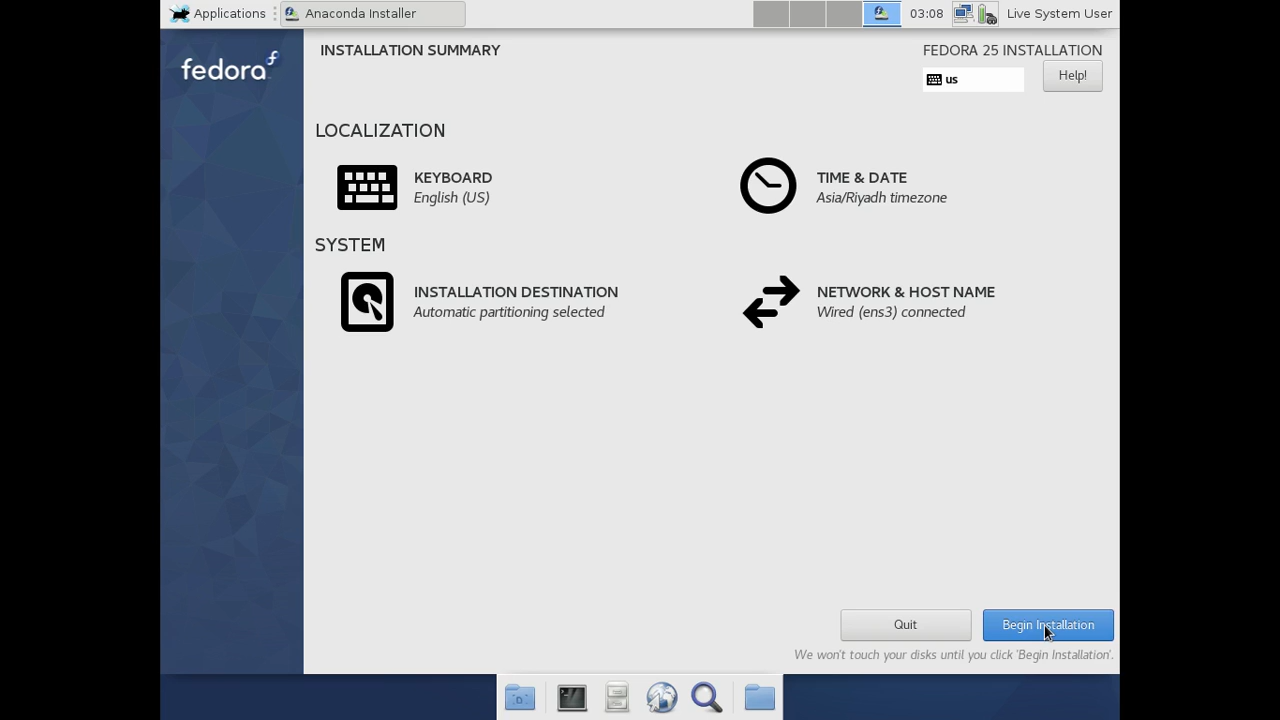 Applications
Anaconda Installer
03:08
Live System User
fedora
INSTALLATION SUMMARY
FEDORA 25 INSTALLATION
us
Help!
LOCALIZATION
KEYBOARD
English (US)
TIME & DATE
Asia/Riyadh timezone
SYSTEM
INSTALLATION DESTINATION
Automatic partitioning selected
NETWORK & HOST NAME
Wired (ens3) connected
Quit
Begin Installation
We won't touch your disks until you click 'Begin Installation'.